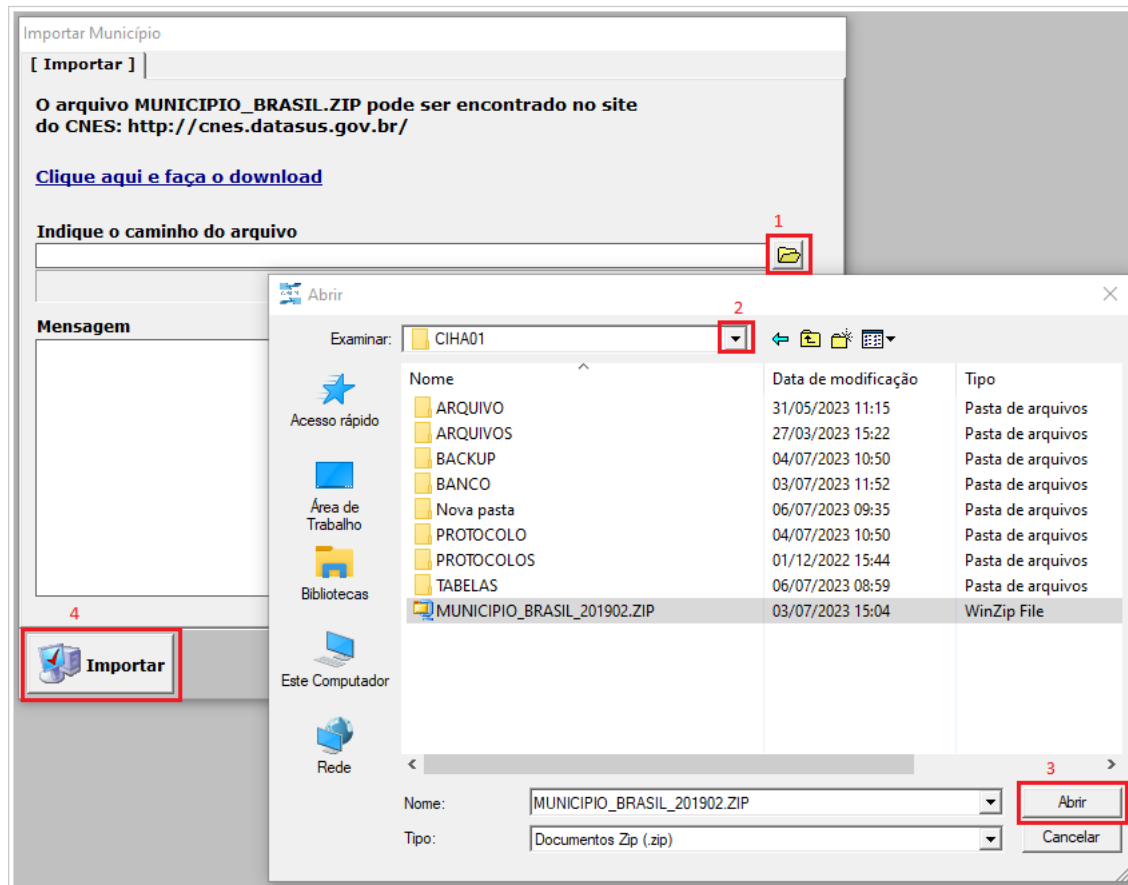 Importar Município
[ Importar ]
O arquivo MUNICIPIO_BRASIL.ZIP pode ser encontrado no site
do CNES: http://cnes.datasus.gov.br/
Clique aqui e faça o download
1
Indique o caminho do arquivo
Abrir
2
Mensagem
Examinar: CIHA01
Nome Data de modificação Tipo
ARQUIVO 31/05/2023 11:15 Pasta de arquivos
ARQUIVOS 27/03/2023 15:22 Pasta de arquivos
BACKUP 04/07/2023 10:50 Pasta de arquivos
BANCO 03/07/2023 11:52 Pasta de arquivos
Nova pasta 06/07/2023 09:35 Pasta de arquivos
PROTOCOLO 04/07/2023 10:50 Pasta de arquivos
PROTOCOLOS 01/12/2022 15:44 Pasta de arquivos
TABELAS 06/07/2023 08:59 Pasta de arquivos
MUNICIPIO_BRASIL_201902.ZIP 03/07/2023 15:04 WinZip File
Acesso rápido
Área de
Trabalho
Bibliotecas
Este Computador
Rede
4
Importar
3
Nome: MUNICIPIO_BRASIL_201902.ZIP Abrir
Tipo: Documentos Zip (.zip) Cancelar